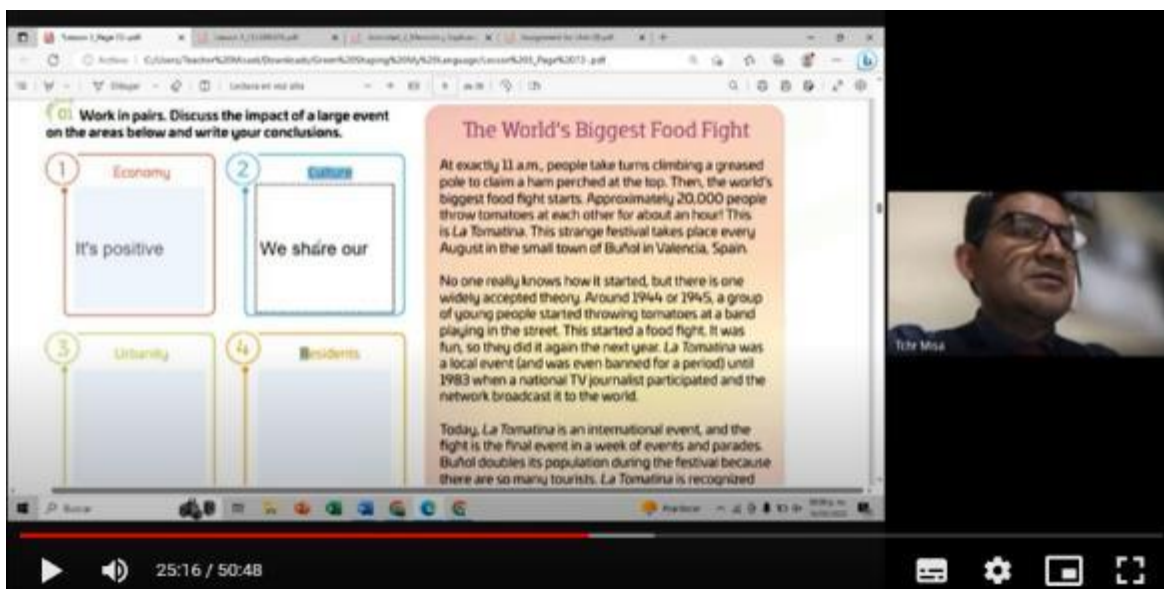 01 Work in pairs. Discuss the impact of a large event
on the areas below and write your conclusions.
1 Economy
It's positive
2 Culture
We share our
3 Urbanity
4 Residents
The World's Biggest Food Fight
At exactly 11 a.m., people take turns climbing a greased
pole to claim a ham perched at the top. Then, the world's
biggest food fight starts. Approximately 20,000 people
throw tomatoes at each other for about an hour! This
is La Tomatina. This strange festival takes place every
August in the small town of Buñol in Valencia, Spain.
No one really knows how it started, but there is one
widely accepted theory. Around 1944 or 1945, a group
of young people started throwing tomatoes at a band
playing in the street. This started a food fight. It was
fun, so they did it again the next year. La Tomatina was
a local event (and was even banned for a period) until
1983 when a national TV journalist participated and the
network broadcast it to the world.
Today, La Tomatina is an international event, and the
fight is the final event in a week of events and parades.
Buñol doubles its population during the festival because
there are so many tourists. La Tomatina is recognized
Tchr Misa
Buscar
25:16 / 50:48